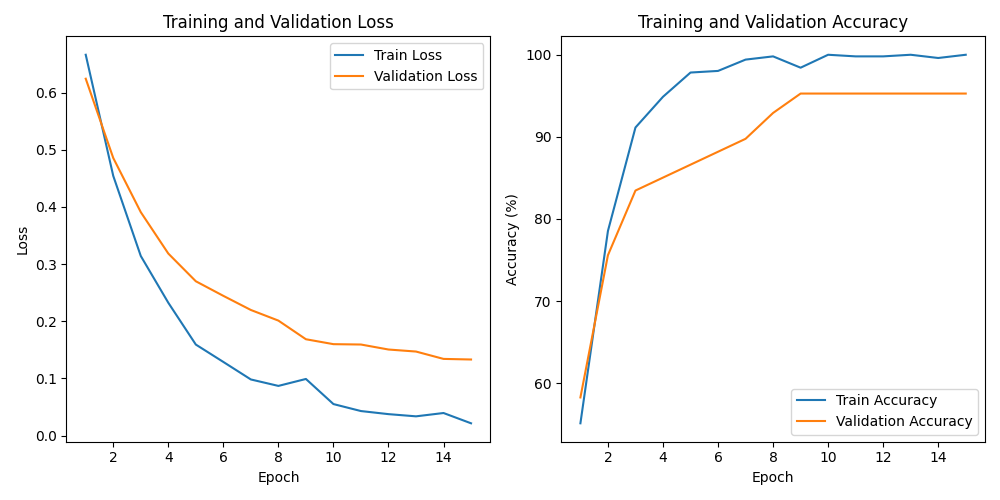 Training and Validation Loss
Train Loss
Validation Loss
0.6
0.5
0.4
0.3
0.2
0.1
0.0
Loss
2 4 6 8 10 12 14
Epoch
Training and Validation Accuracy
100
90
80
70
60
Accuracy (%)
Train Accuracy
Validation Accuracy
2 4 6 8 10 12 14
Epoch